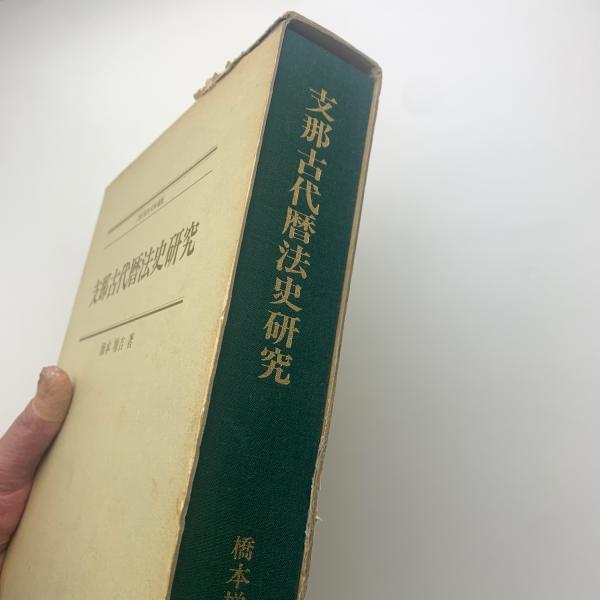 支那古代暦法史研究
橋本増
支那古代暦法史研究
橋本増吉 著